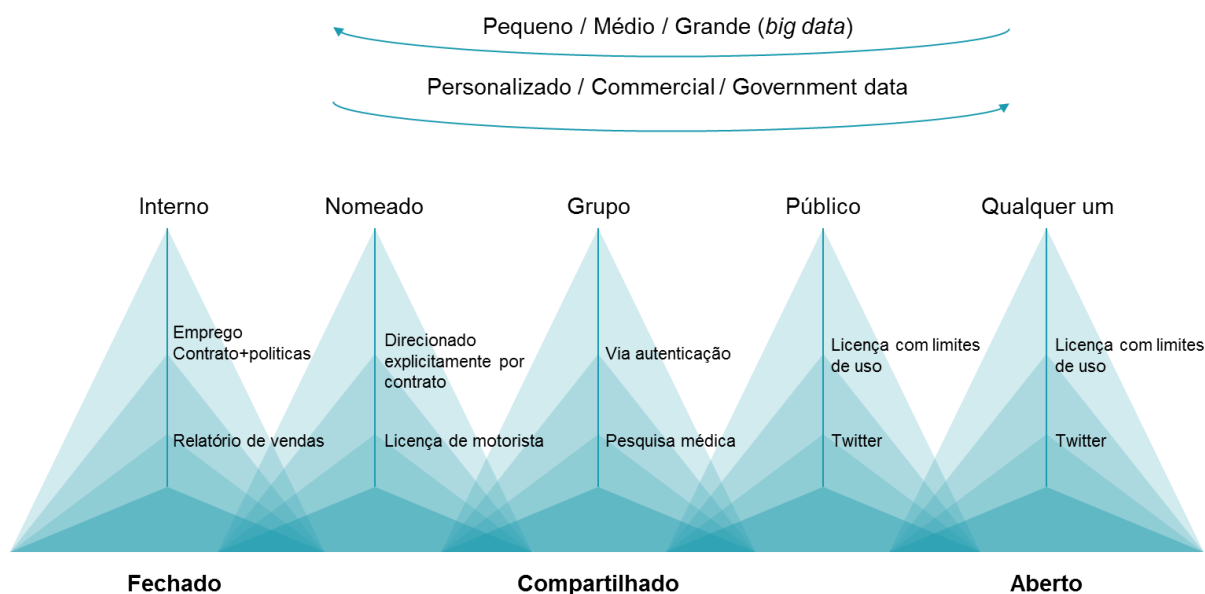 Pequeno / Médio / Grande (big data)
Personalizado / Commercial / Government data
Interno
Nomeado
Grupo
Público
Qualquer um
Emprego
Contrato+politicas
Direcionado
explicitamente por
contrato
Via autenticação
Licença com limites
de uso
Licença com limites
de uso
Relatório de vendas
Licença de motorista
Pesquisa médica
Twitter
Twitter
Fechado
Compartilhado
Aberto